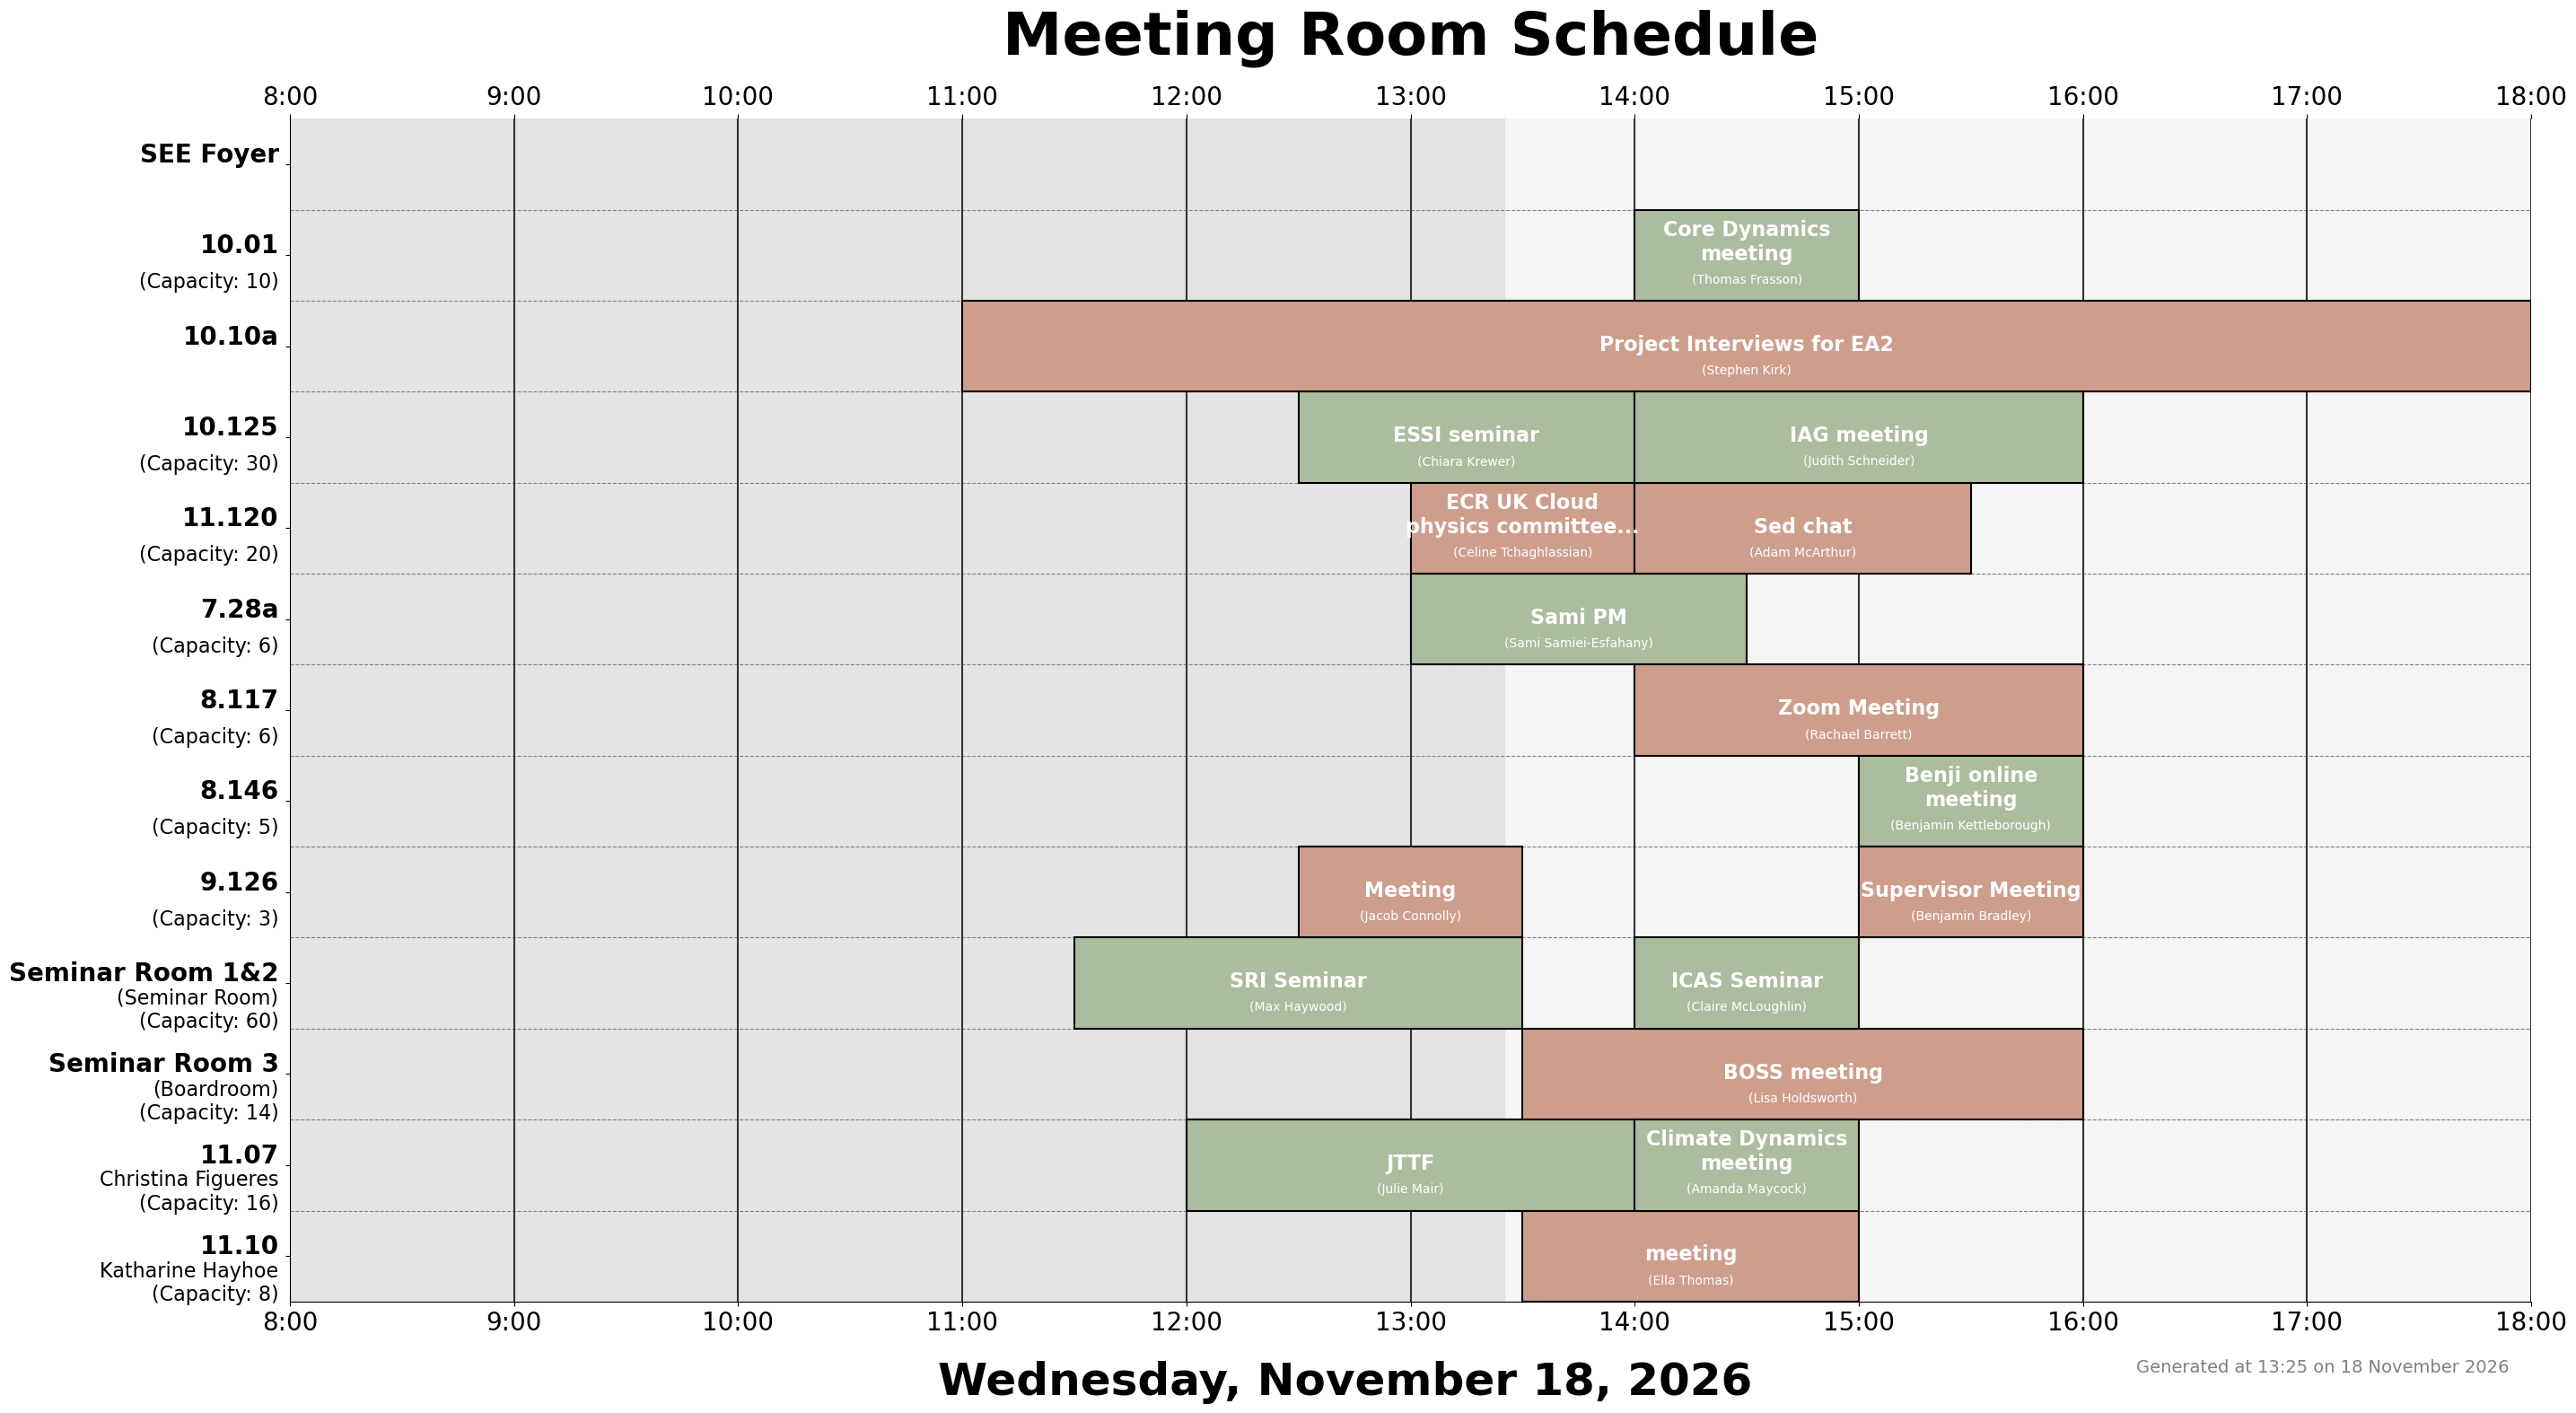 Meeting Room Schedule
8:00 9:00 10:00 11:00 12:00 13:00 14:00 15:00 16:00 17:00 18:00
SEE Foyer
10.01
(Capacity: 10)
Core Dynamics
meeting
(Thomas Frasson)
10.10a
Project Interviews for EA2
(Stephen Kirk)
10.125
(Capacity: 30)
ESSI seminar
(Chiara Krewer)
IAG meeting
(Judith Schneider)
11.120
(Capacity: 20)
ECR UK Cloud
physics committee...
(Celine Tchaghlassian)
Sed chat
(Adam McArthur)
7.28a
(Capacity: 6)
Sami PM
(Sami Samiei-Esfahany)
8.117
(Capacity: 6)
Zoom Meeting
(Rachael Barrett)
8.146
(Capacity: 5)
Benji online
meeting
(Benjamin Kettleborough)
9.126
(Capacity: 3)
Meeting
(Jacob Connolly)
Supervisor Meeting
(Benjamin Bradley)
Seminar Room 1&2
(Seminar Room)
(Capacity: 60)
SRI Seminar
(Max Haywood)
ICAS Seminar
(Claire McLoughlin)
Seminar Room 3
(Boardroom)
(Capacity: 14)
BOSS meeting
(Lisa Holdsworth)
11.07
Christina Figueres
(Capacity: 16)
JTTF
(Julie Mair)
Climate Dynamics
meeting
(Amanda Maycock)
11.10
Katharine Hayhoe
(Capacity: 8)
meeting
(Ella Thomas)
8:00 9:00 10:00 11:00 12:00 13:00 14:00 15:00 16:00 17:00 18:00
Wednesday, November 18, 2026
Generated at 13:25 on 18 November 2026